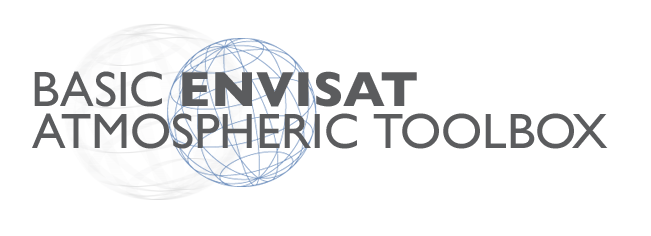 BASIC ENVISAT
ATMOSPHERIC TOOLBOX